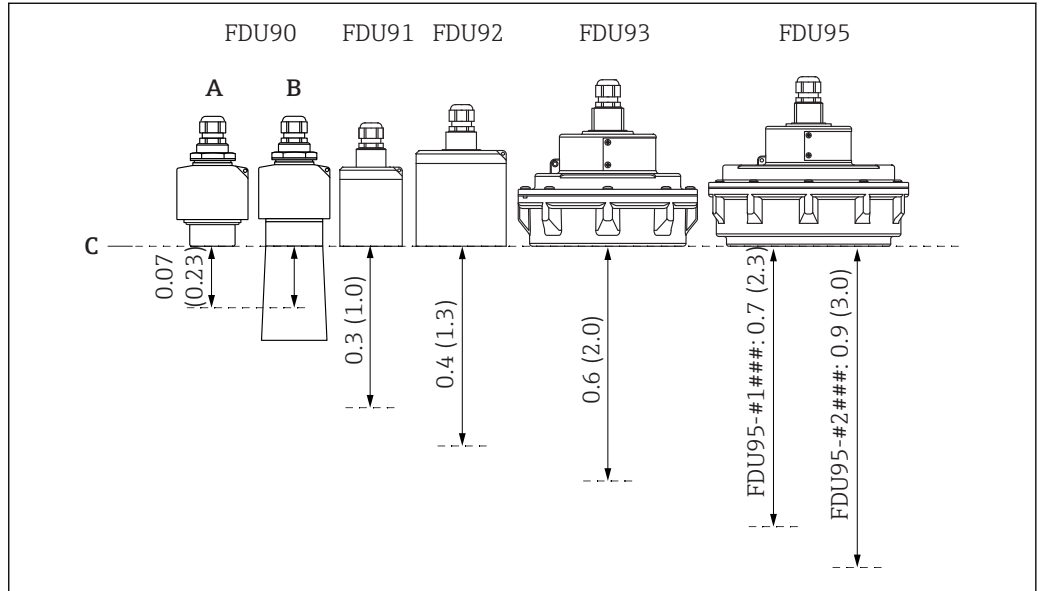 FDU90 FDU91 FDU92 FDU93 FDU95
A B
C
0.07
(0.23)
0.3 (1.0)
0.4 (1.3)
0.6 (2.0)
FDU95-#1###: 0.7 (2.3)
FDU95-#2###: 0.9 (3.0)